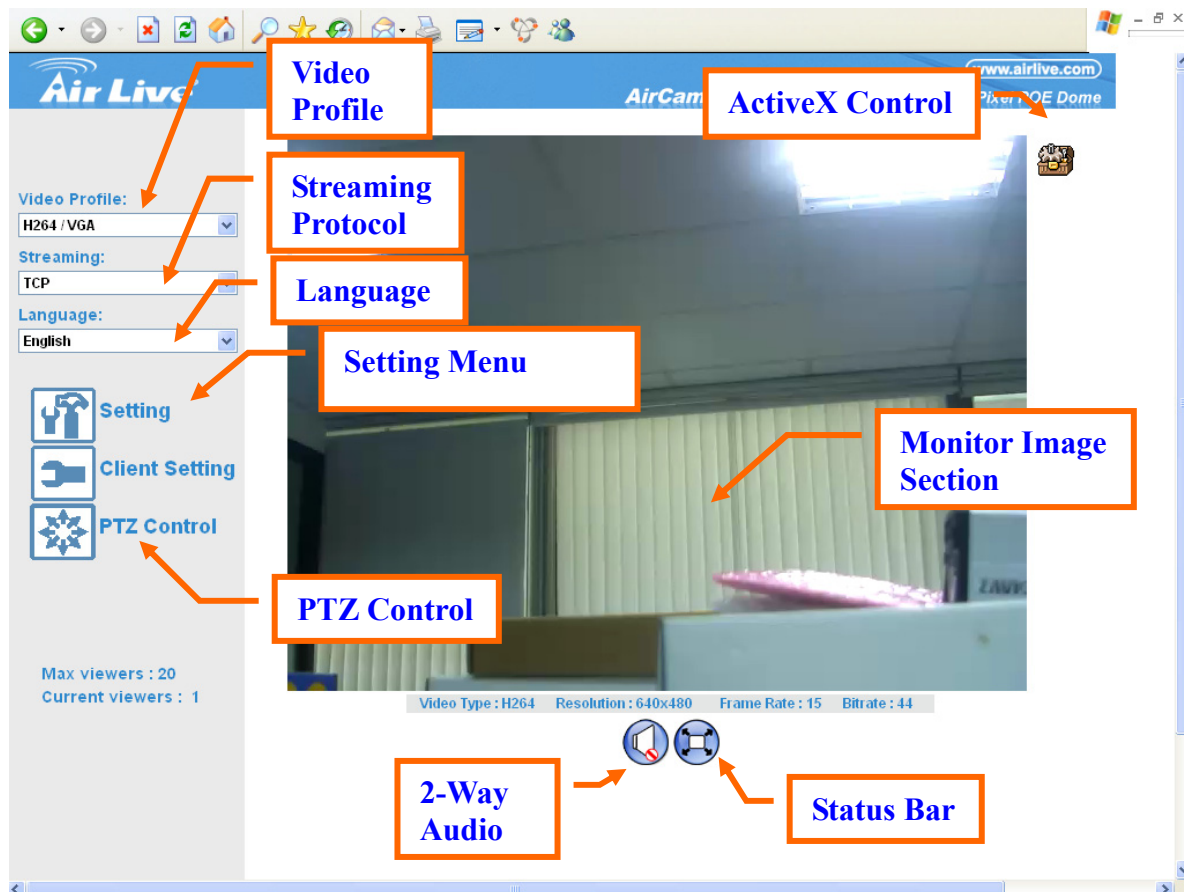 Air Live
www.airlive.com
AirCam
Pixel POE Dome
Video
Profile
ActiveX Control
Streaming
Protocol
Video Profile:
H264 / VGA
Streaming:
TCP
Language
Language:
English
Setting Menu
Setting
Client Setting
PTZ Control
Monitor Image
Section
PTZ Control
Max viewers : 20
Current viewers : 1
Video Type : H264 Resolution : 640x480 Frame Rate : 15 Bitrate : 44
2-Way
Audio
Status Bar